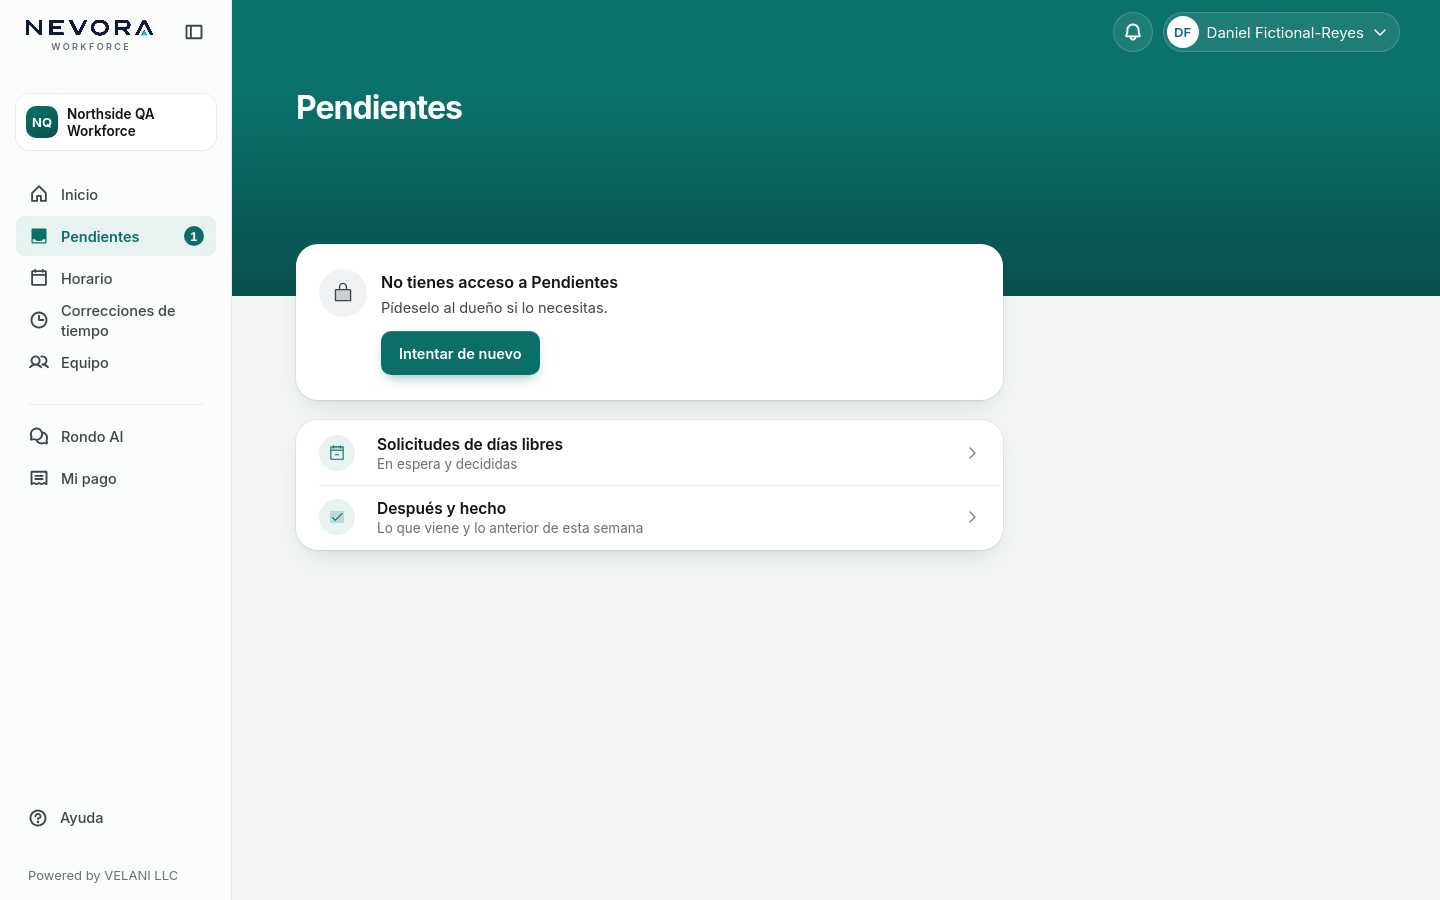 NEVORA
WORKFORCE
NQ
Northside QA
Workforce
Inicio
Pendientes
1
Horario
Correcciones de
tiempo
Equipo
Rondo AI
Mi pago
Ayuda
Powered by VELANI LLC
DF
Daniel Fictional-Reyes
Pendientes
No tienes acceso a Pendientes
Pídeselo al dueño si lo necesitas.
Intentar de nuevo
Solicitudes de días libres
En espera y decididas
Después y hecho
Lo que viene y lo anterior de esta semana